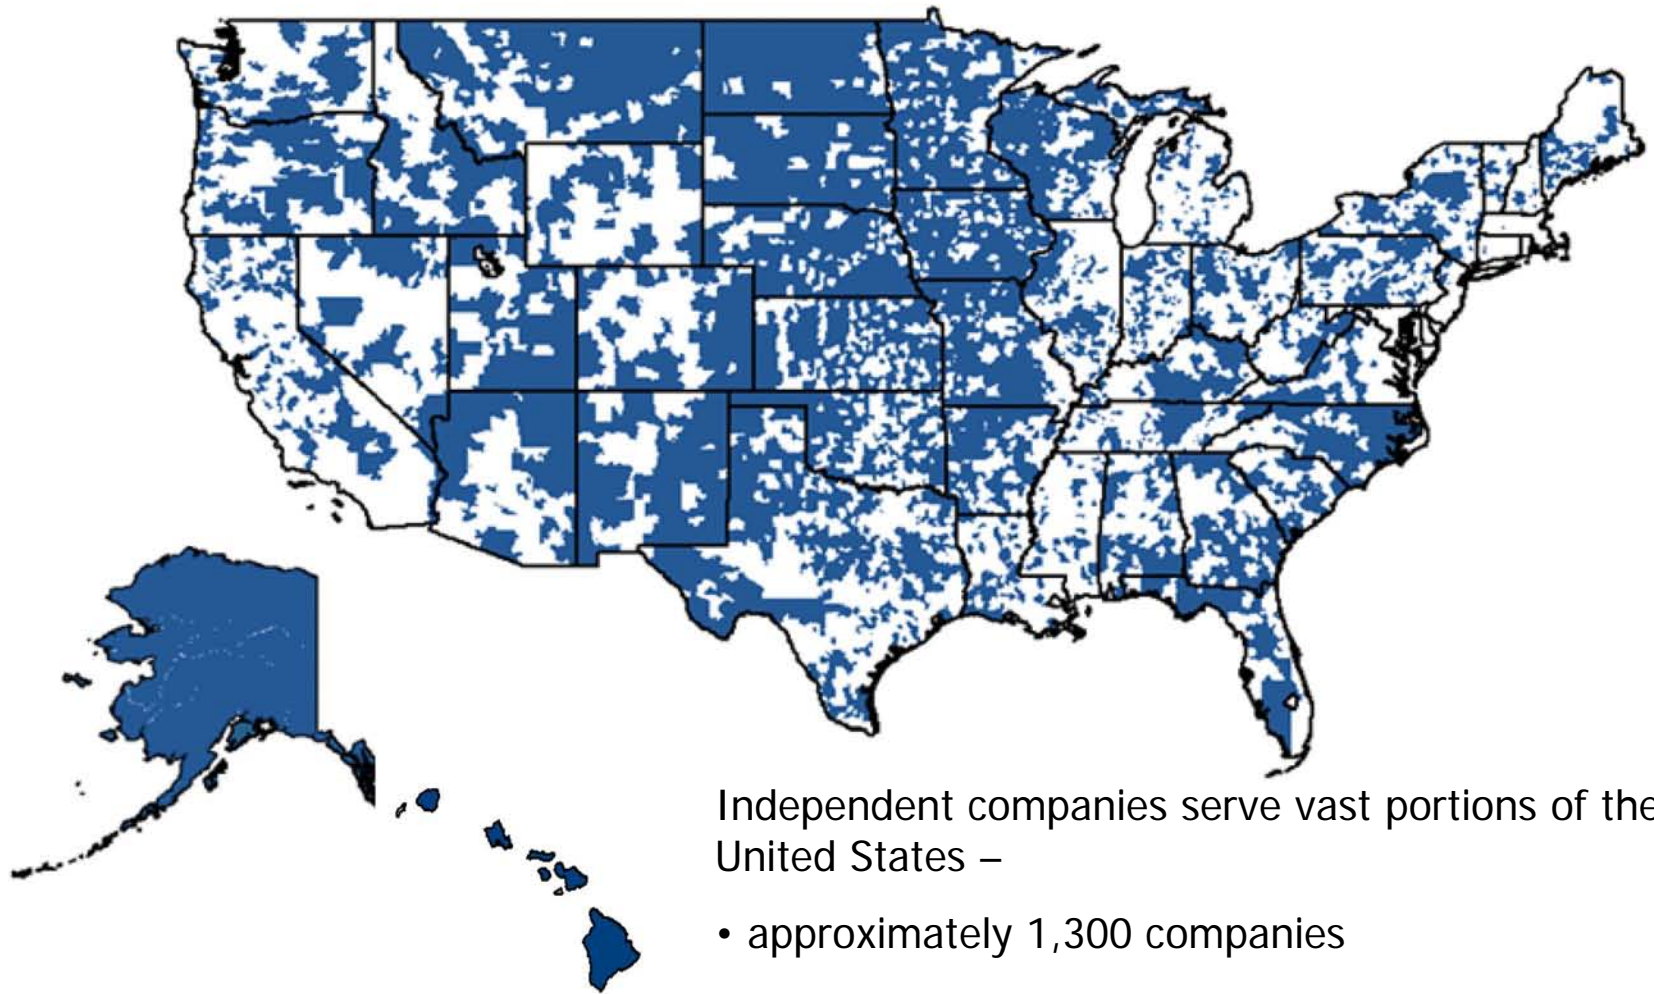 Independent companies serve vast portions of the
United States –
• approximately 1,300 companies